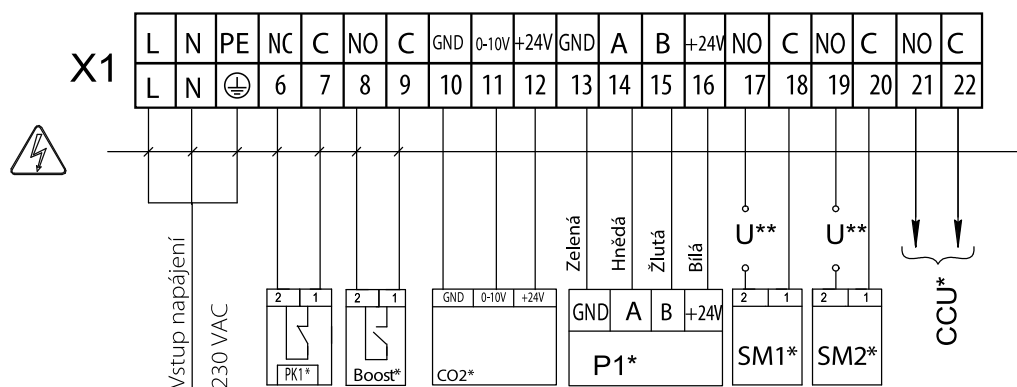 X1
L N PE NC C NO C GND 0-10V +24V GND A B +24V NO C NO C NO C
L N 6 7 8 9 10 11 12 13 14 15 16 17 18 19 20 21 22
Vstup napájení
230 VAC
Zelená
Hnědá
Žlutá
Bílá
U**
U**
CCU*
2 1
PK1*
2 1
Boost*
GND 0-10V +24V
CO2*
GND A B +24V
P1*
2 1
SM1*
2 1
SM2*